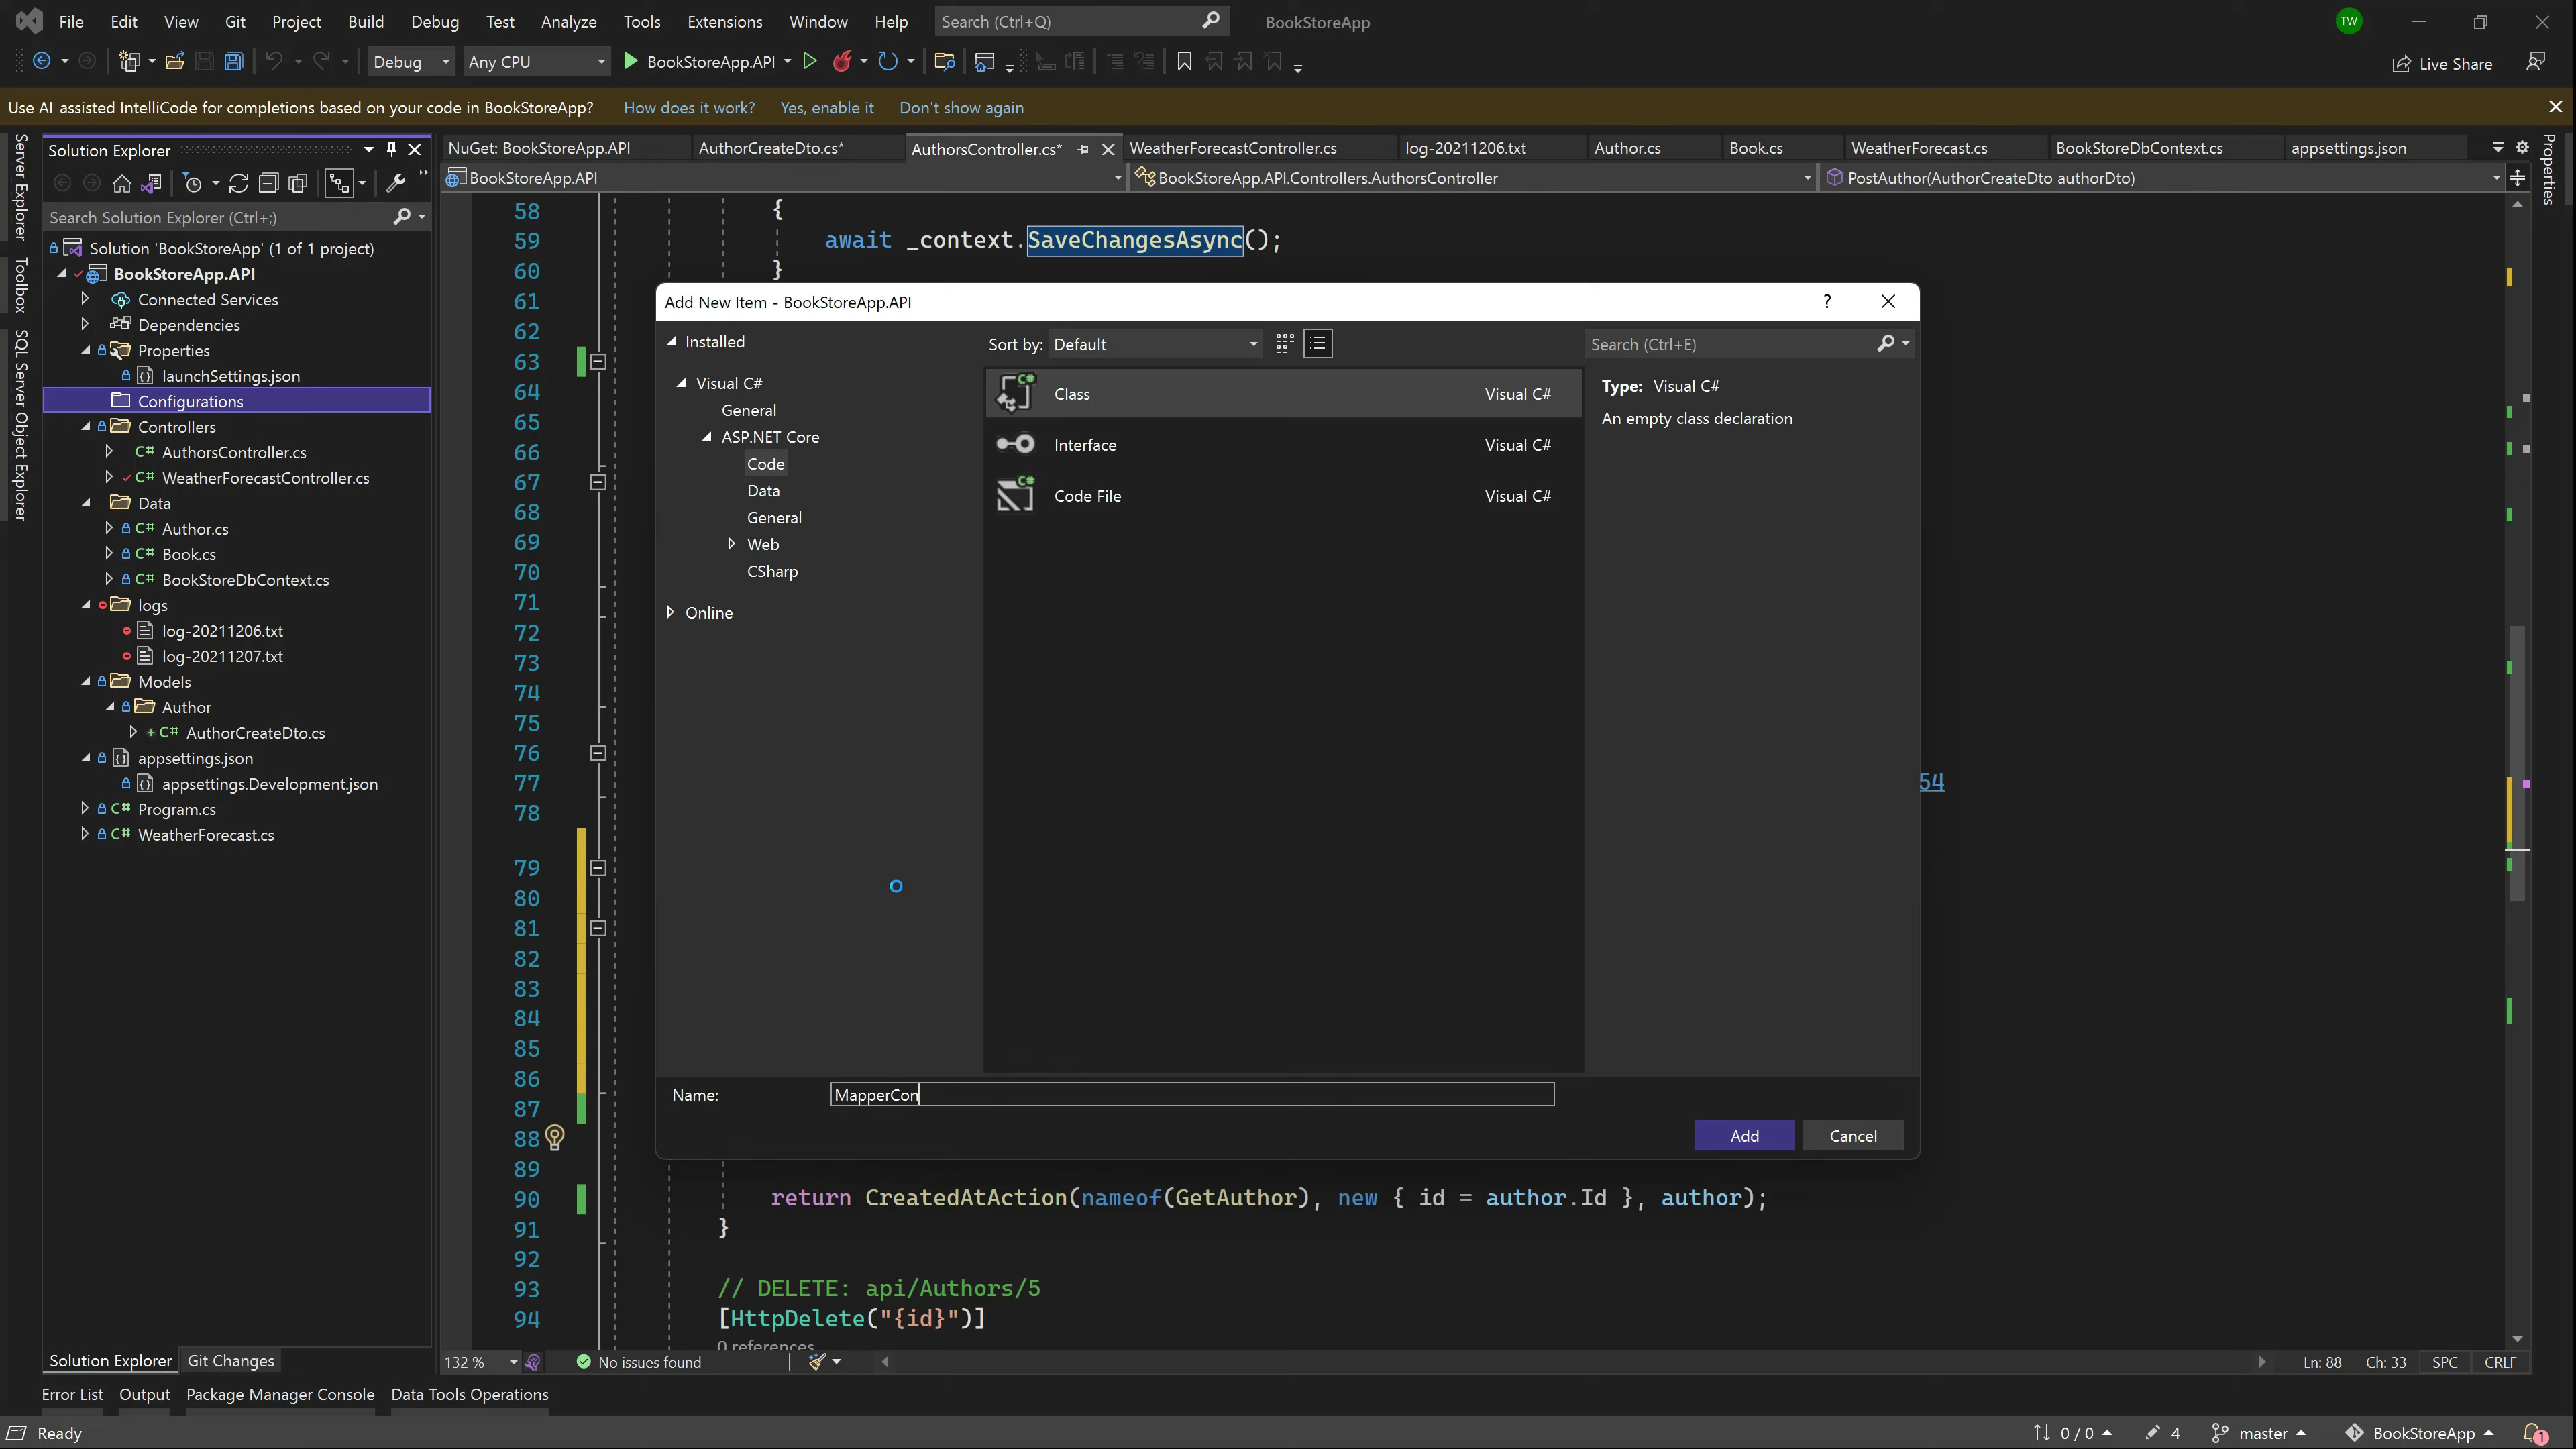 File Edit View Git Project Build Debug Test Analyze Tools Extensions Window Help Search (Ctrl+Q) BookStoreApp TW
Debug Any CPU BookStoreApp.API Live Share
Use AI-assisted IntelliCode for completions based on your code in BookStoreApp? How does it work? Yes, enable it Don't show again
Server Explorer
Toolbox
SQL Server Object Explorer
Solution Explorer
Search Solution Explorer (Ctrl+;)
Solution 'BookStoreApp' (1 of 1 project)
BookStoreApp.API
Connected Services
Dependencies
Properties
launchSettings.json
Configurations
Controllers
AuthorsController.cs
WeatherForecastController.cs
Data
Author.cs
Book.cs
BookStoreDbContext.cs
logs
log-20211206.txt
log-20211207.txt
Models
Author
AuthorCreateDto.cs
appsettings.json
appsettings.Development.json
Program.cs
WeatherForecast.cs
Solution Explorer Git Changes
NuGet: BookStoreApp.API AuthorCreateDto.cs* AuthorsController.cs* WeatherForecastController.cs log-20211206.txt Author.cs Book.cs WeatherForecast.cs BookStoreDbContext.cs appsettings.json
BookStoreApp.API BookStoreApp.API.Controllers.AuthorsController PostAuthor(AuthorCreateDto authorDto)
Properties
58 {
59 await _context.SaveChangesAsync();
60 }
61
62
63
64
65
66
67
68
69
70
71
72
73
74
75
76
77 54
78
79
80
81
82
83
84
85
86
87
88
89
90 return CreatedAtAction(nameof(GetAuthor), new { id = author.Id }, author);
91 }
92
93 // DELETE: api/Authors/5
94 [HttpDelete("{id}")]
0 references
Add New Item - BookStoreApp.API ?
Installed
Visual C#
General
ASP.NET Core
Code
Data
General
Web
CSharp
Online
Sort by: Default
Class Visual C#
Interface Visual C#
Code File Visual C#
Search (Ctrl+E)
Type: Visual C#
An empty class declaration
Name: MapperCon
Add Cancel
132 % No issues found Ln: 88 Ch: 33 SPC CRLF
Error List Output Package Manager Console Data Tools Operations
Ready 0 / 0 4 master BookStoreApp 1